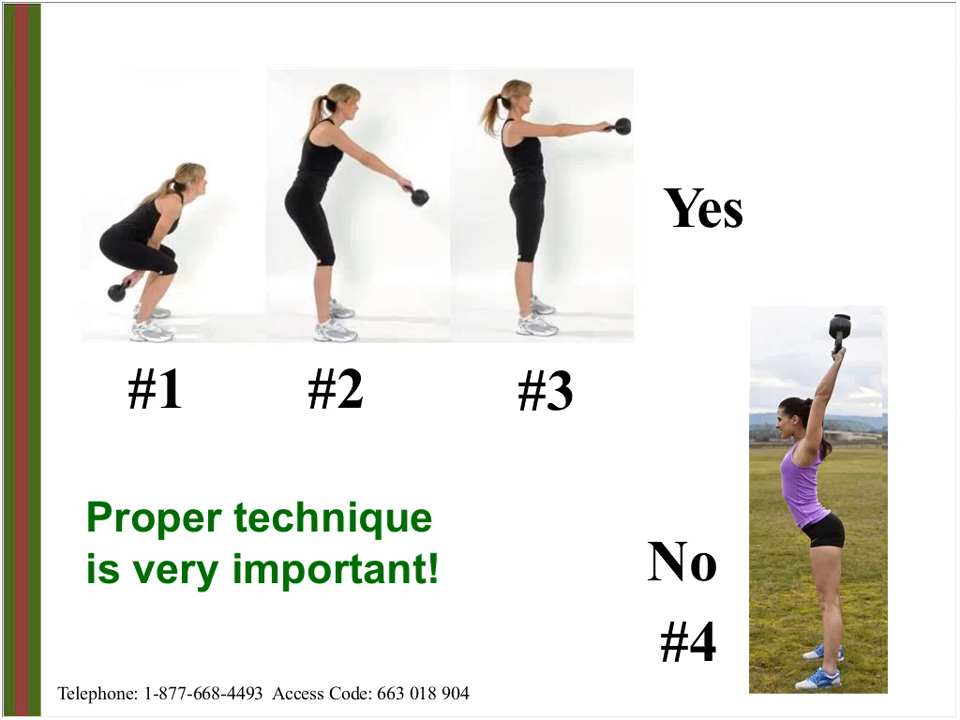 Yes
#1
#2
#3
Proper technique
is very important!
No
#4
Telephone: 1-877-668-4493 Access Code: 663 018 904